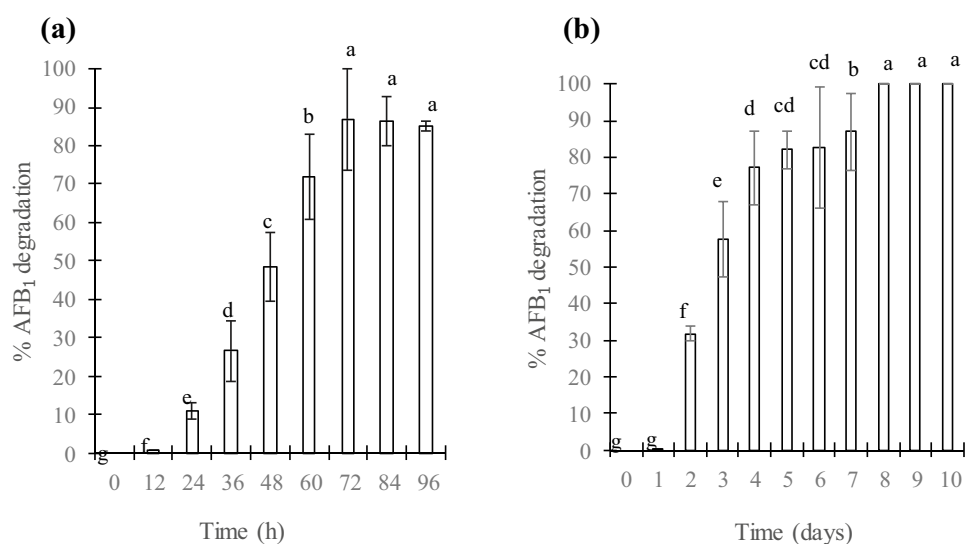 (a)
% AFB1 degradation
100
90
80
70
60
50
40
30
20
10
0
g
f
e
d
c
b
a
a
a
0 12 24 36 48 60 72 84 96
Time (h)
(b)
% AFB1 degradation
100
90
80
70
60
50
40
30
20
10
0
g
g
f
e
d
cd
cd
b
a
a
a
0 1 2 3 4 5 6 7 8 9 10
Time (days)